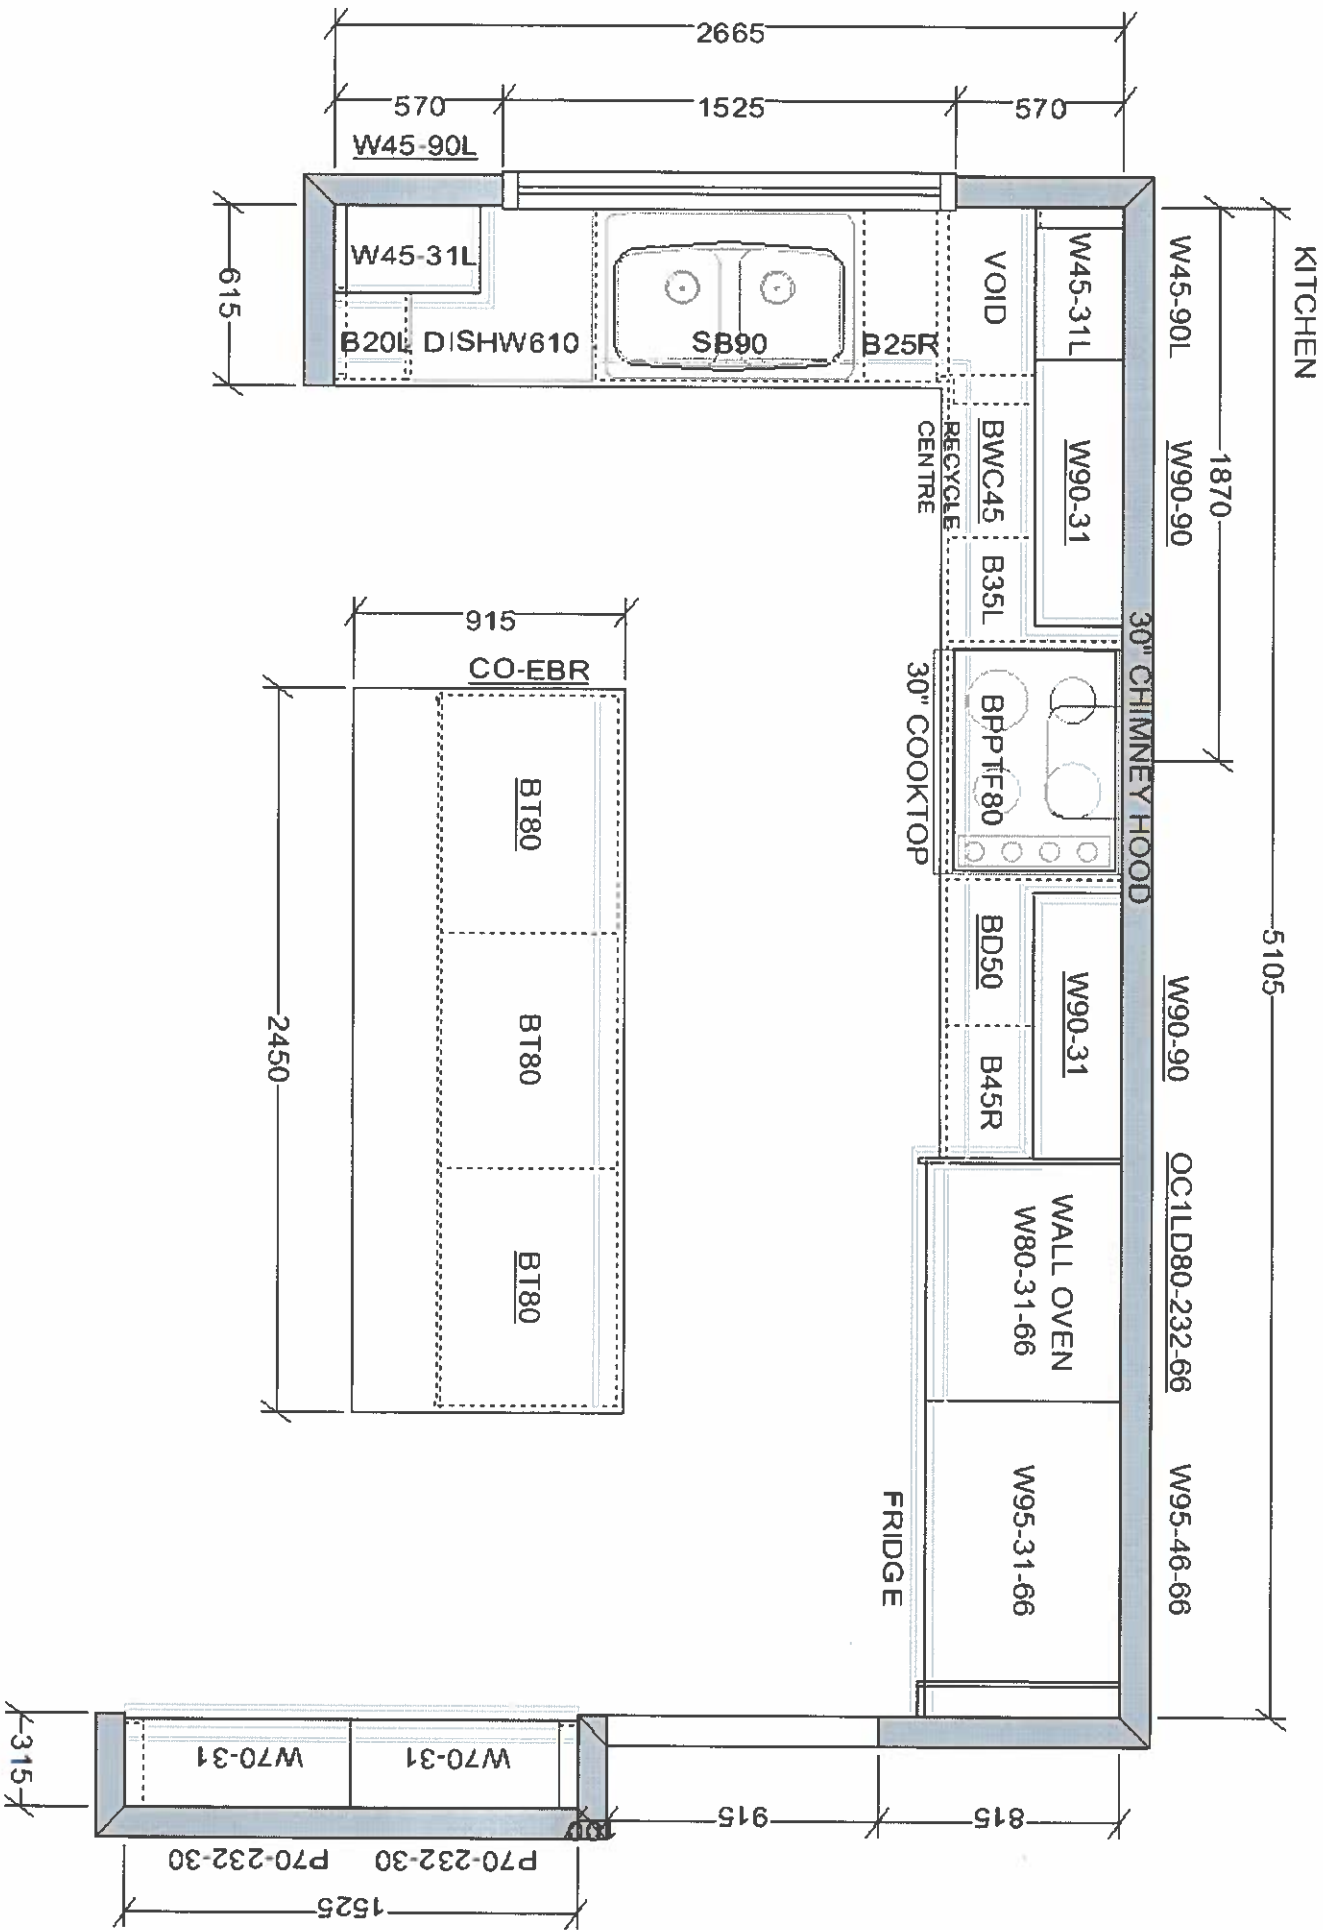 KITCHEN
2665
570
1525
570
W45-90L
615
W45-31L
B20L
DISHW610
SB90
B25R
VOID
W45-31L
W45-90L
5105
1870
W90-31
W90-90
BWC45
RECYCLE
CENTRE
B35L
30" CHIMNEY HOOD
BPPTF80
30" COOKTOP
915
CO-EBR
BT80
BT80
BT80
2450
BD50
W90-31
W90-90
B45R
WALL OVEN
W80-31-66
OC1LD80-232-66
W95-31-66
W95-46-66
FRIDGE
815
915
W70-31
W70-31
315
P70-232-30
P70-232-30
1525